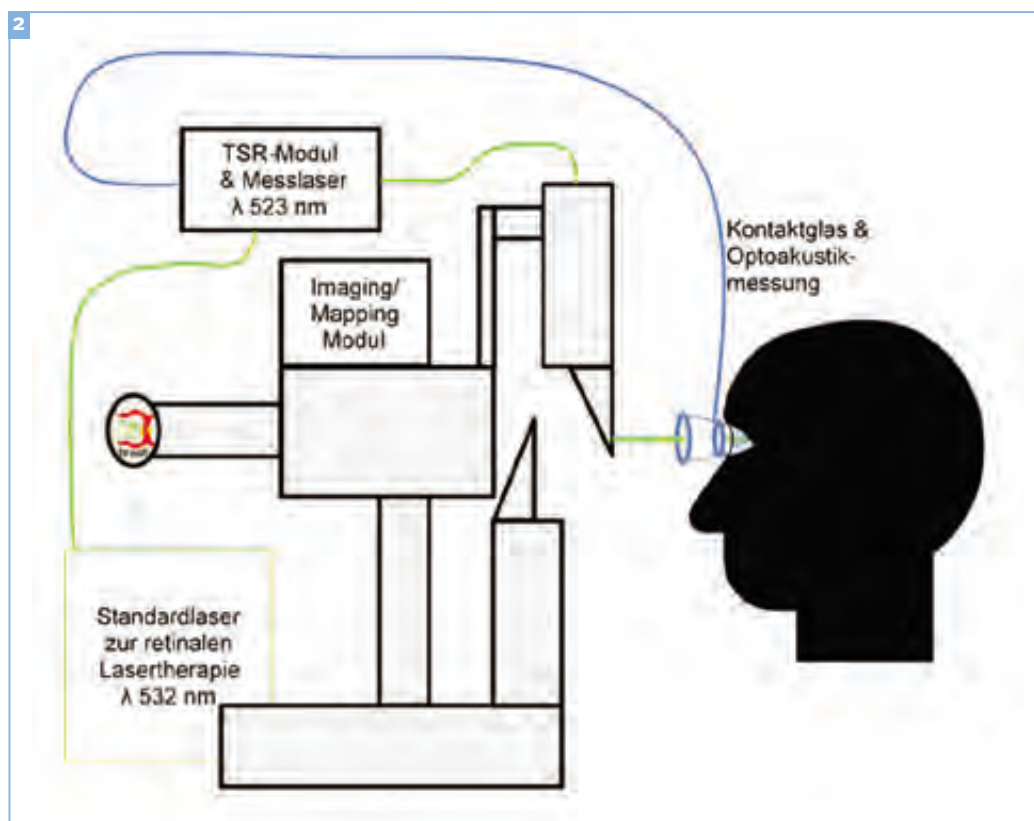 2
TSR-Modul
& Messlaser
λ 523 nm
Imaging/
Mapping
Modul
Kontaktglas &
Optoakustik-
messung
Standardlaser
zur retinalen
Lasertherapie
λ 532 nm